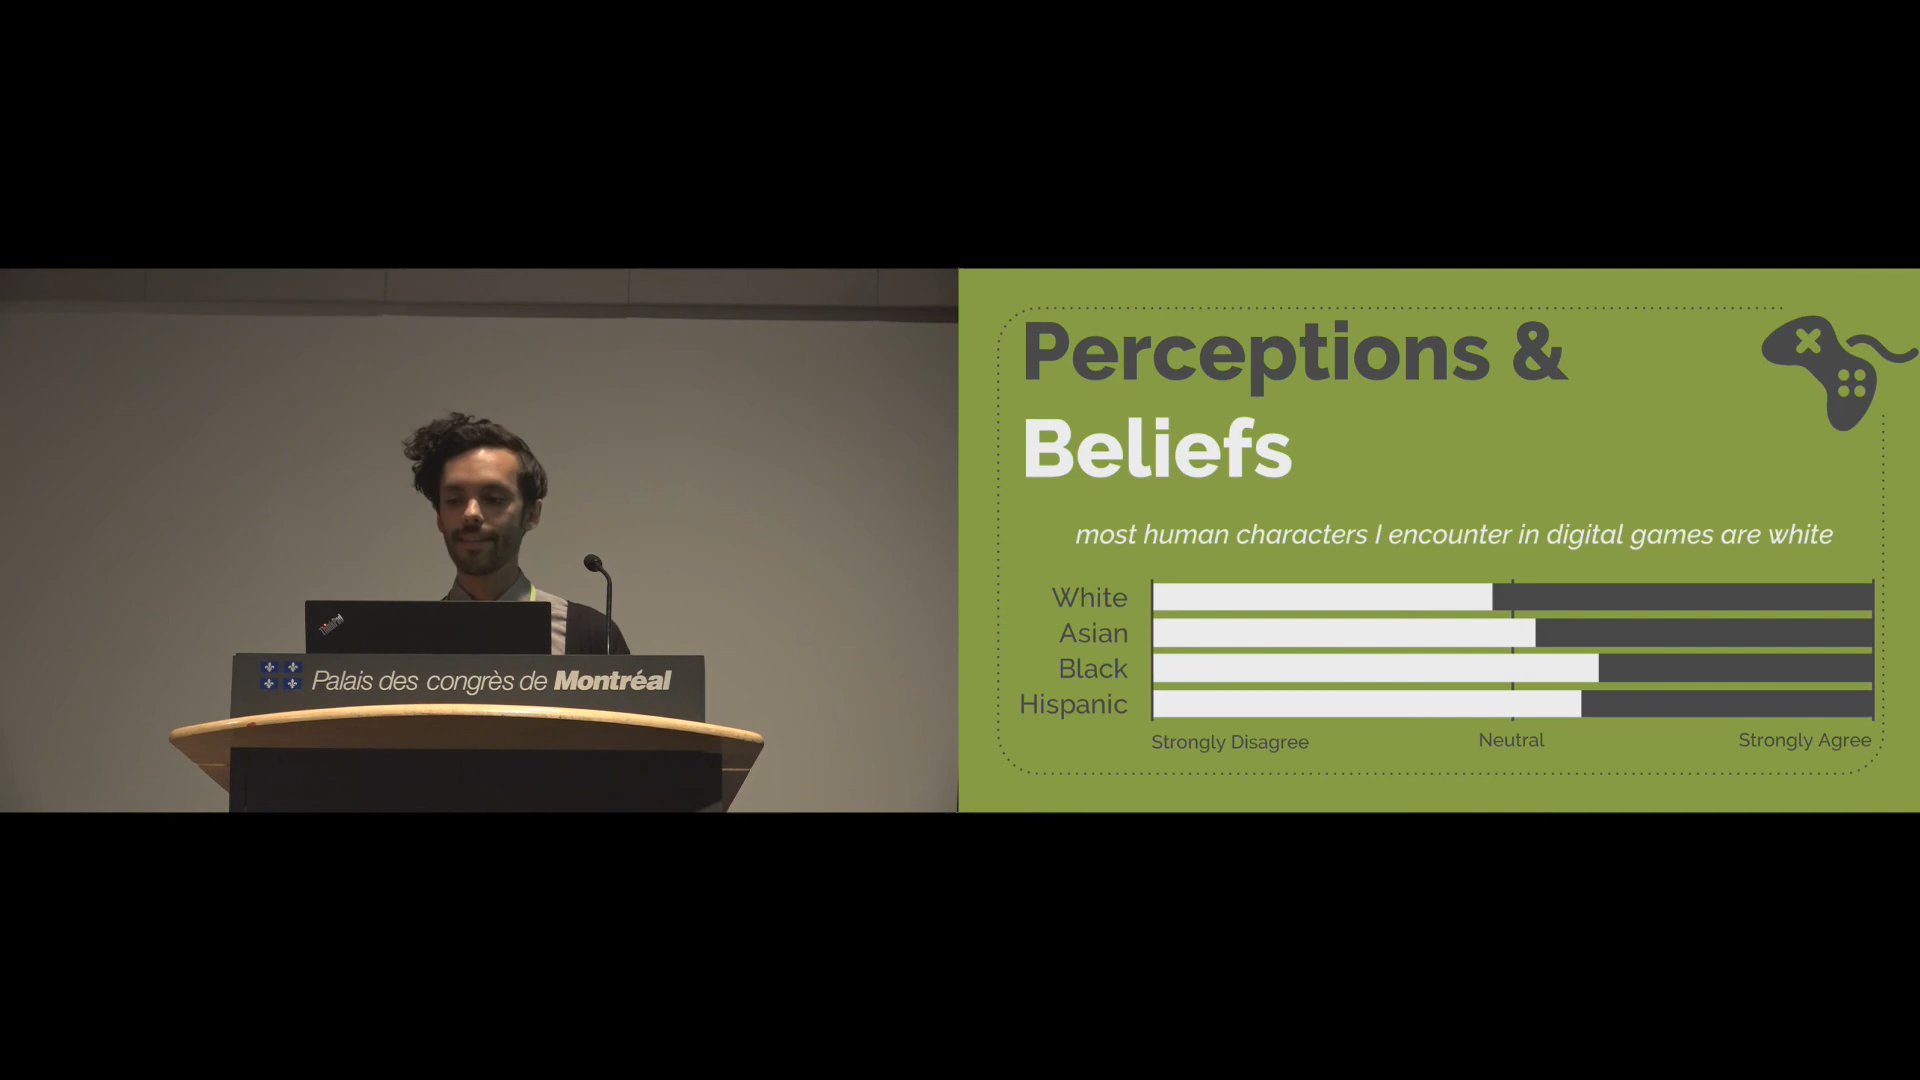 ThinkPad
Palais des congrès de Montréal
Perceptions &
Beliefs
most human characters I encounter in digital games are white
White
Asian
Black
Hispanic
Strongly Disagree
Neutral
Strongly Agree